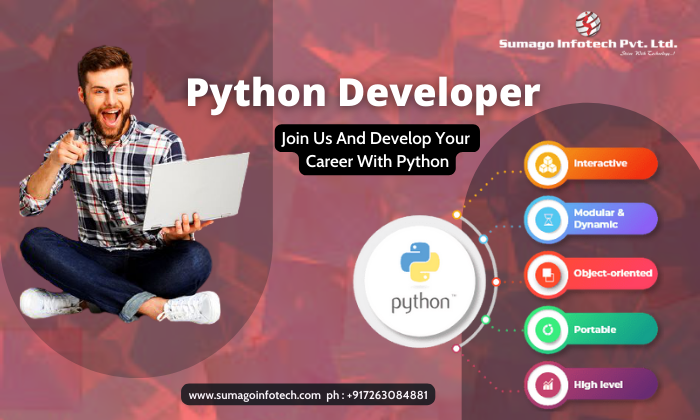 Sumago Infotech Pvt. Ltd.
Python Developer
Join Us And Develop Your
Career With Python
Interactive
Modular &
Dynamic
Object-oriented
Portable
High level
python™
www.sumagoinfotech.com ph : +917263084881